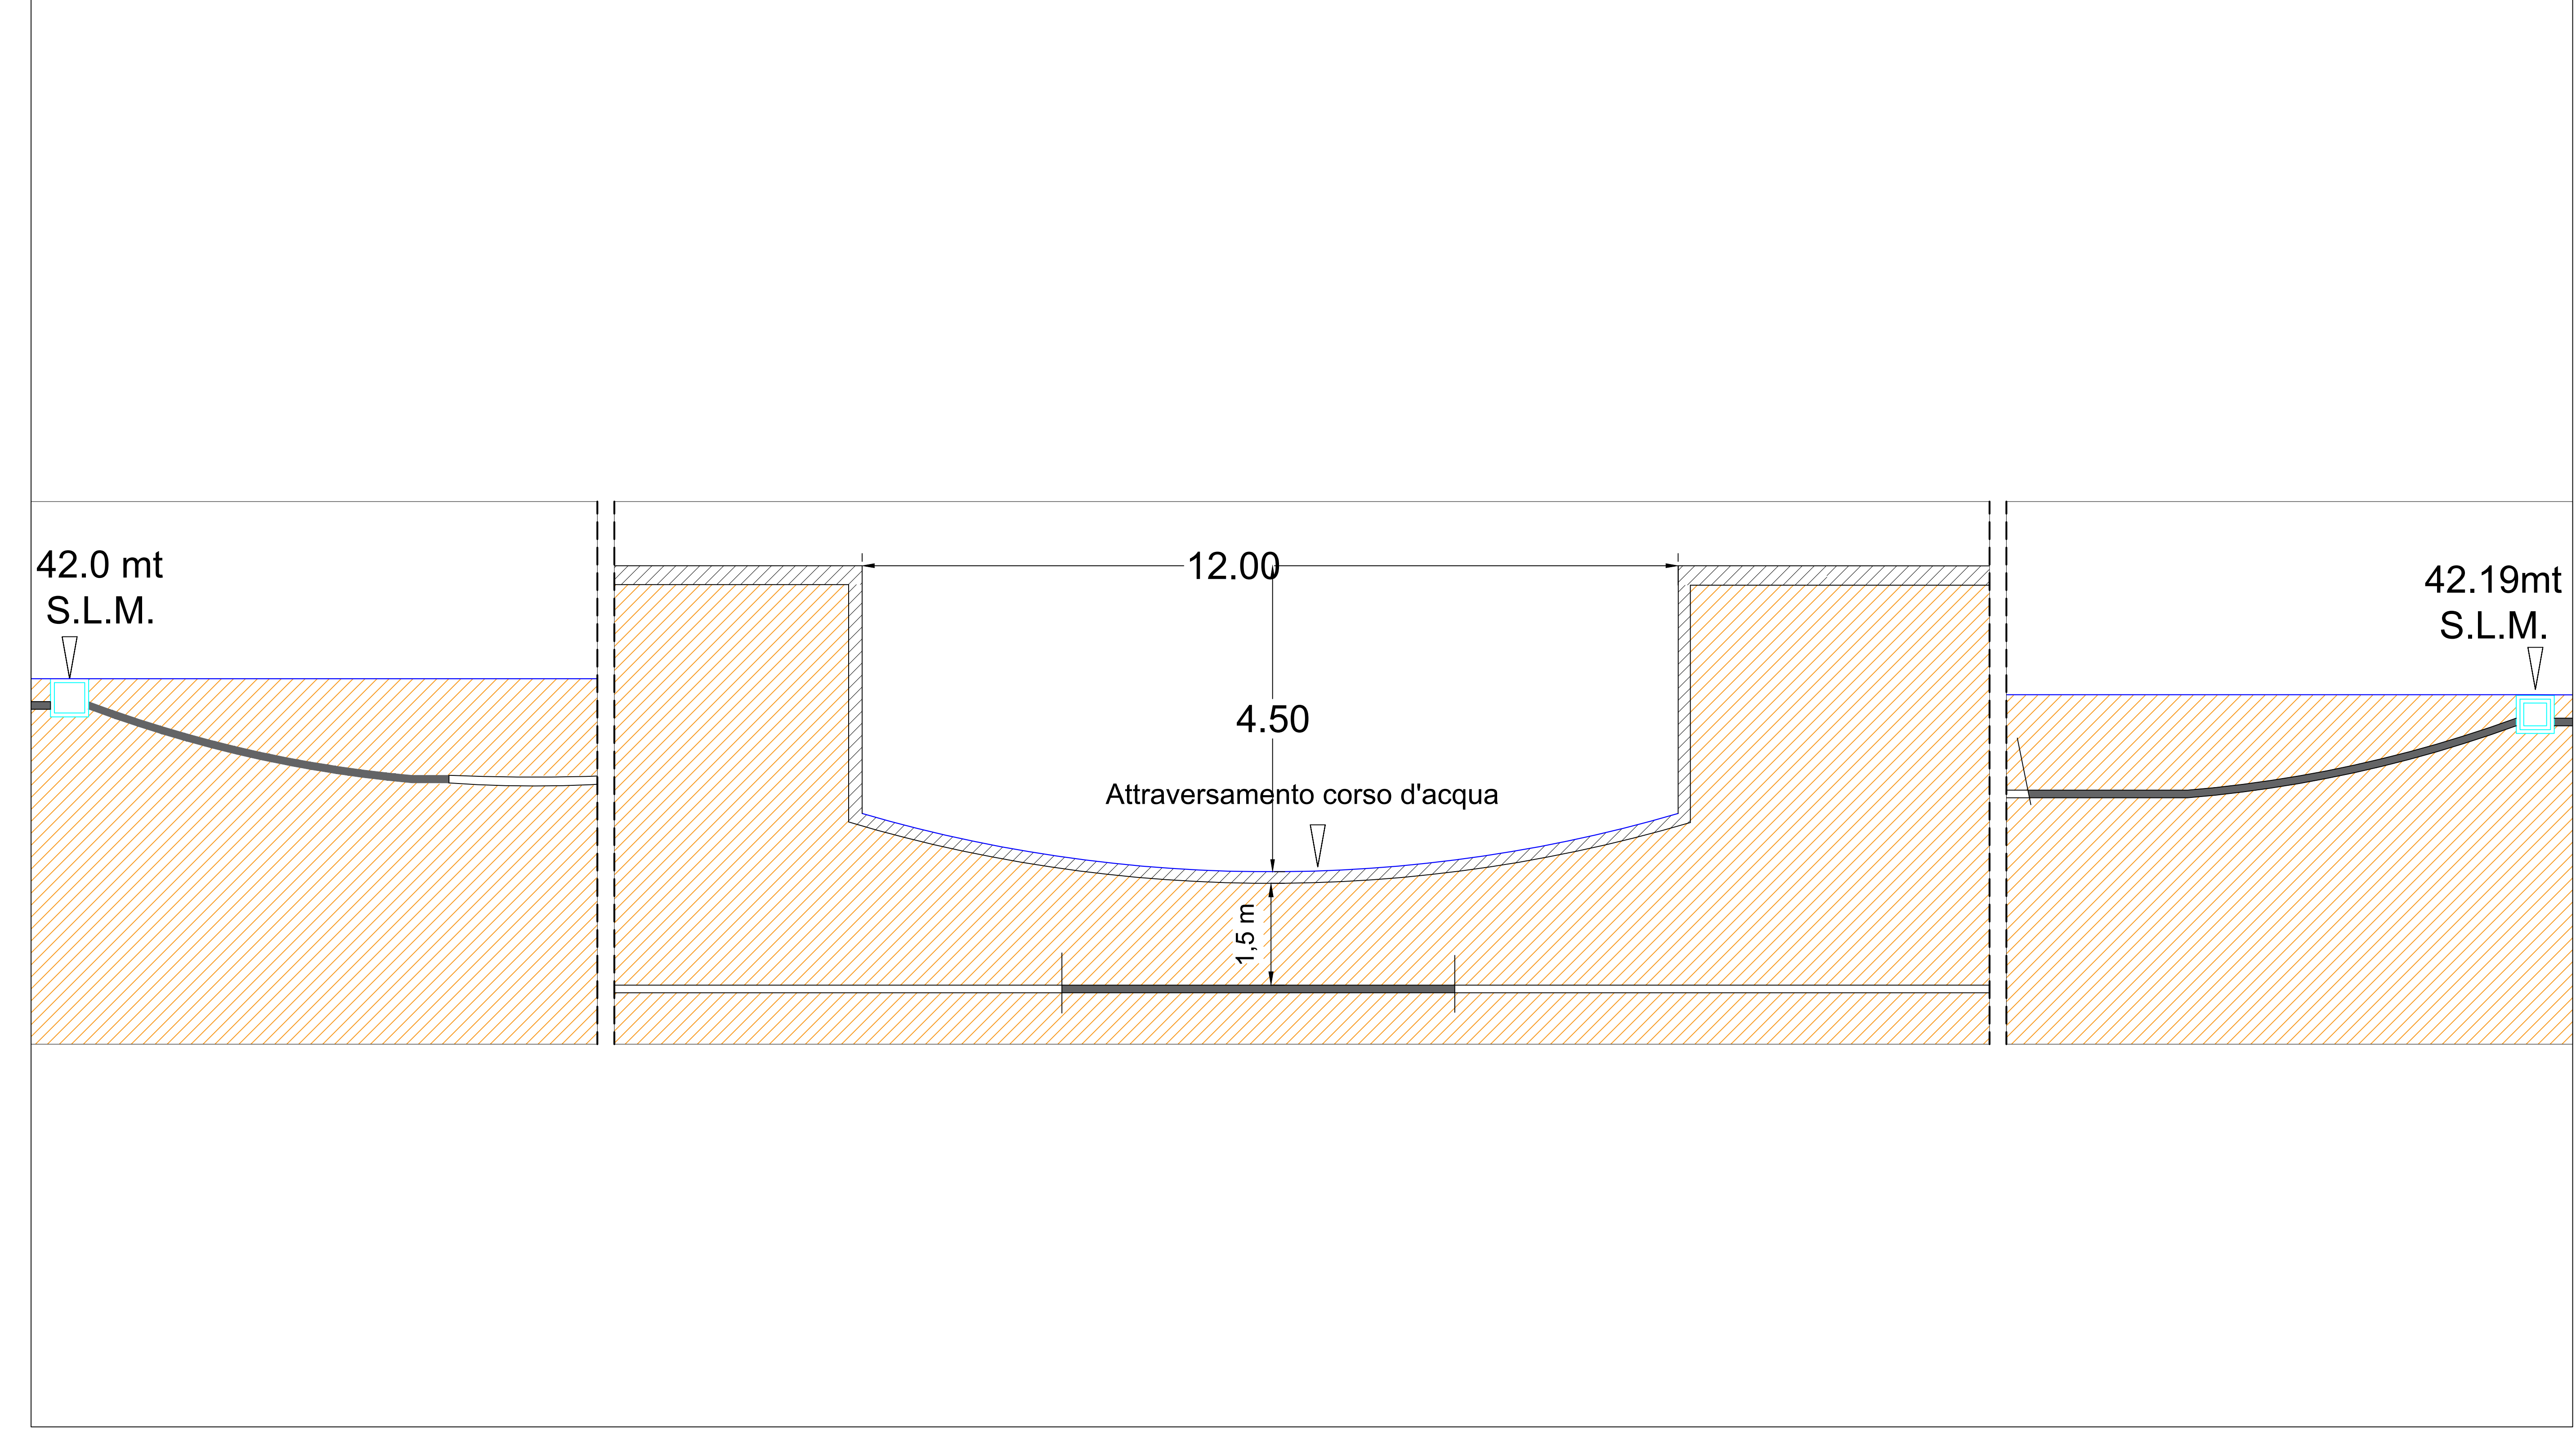 42.0 mt
S.L.M.
12.00
4.50
Attraversamento corso d'acqua
1,5 m
42.19mt
S.L.M.